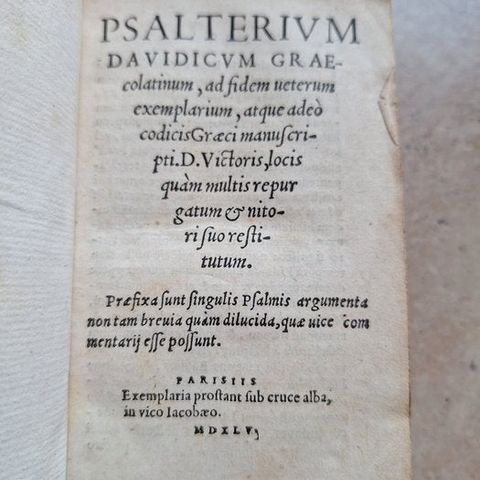 PSALTERIVM
DAVIDICVM GRAE-
colatinum, ad fidem ueterum
exemplarium, atque adeò
codicis Græci manuscri-
pti. D. Victoris, locis
quàm multis repur
gatum & nito-
ri suo resti-
tutum.
Præfixa sunt singulis Psalmis argumenta
non tam breuia quàm dilucida, quæ uice com
mentarij esse possunt.
PARISIIS
Exemplaria prostant sub cruce alba,
in vico Iacobæo.
MDXLVj